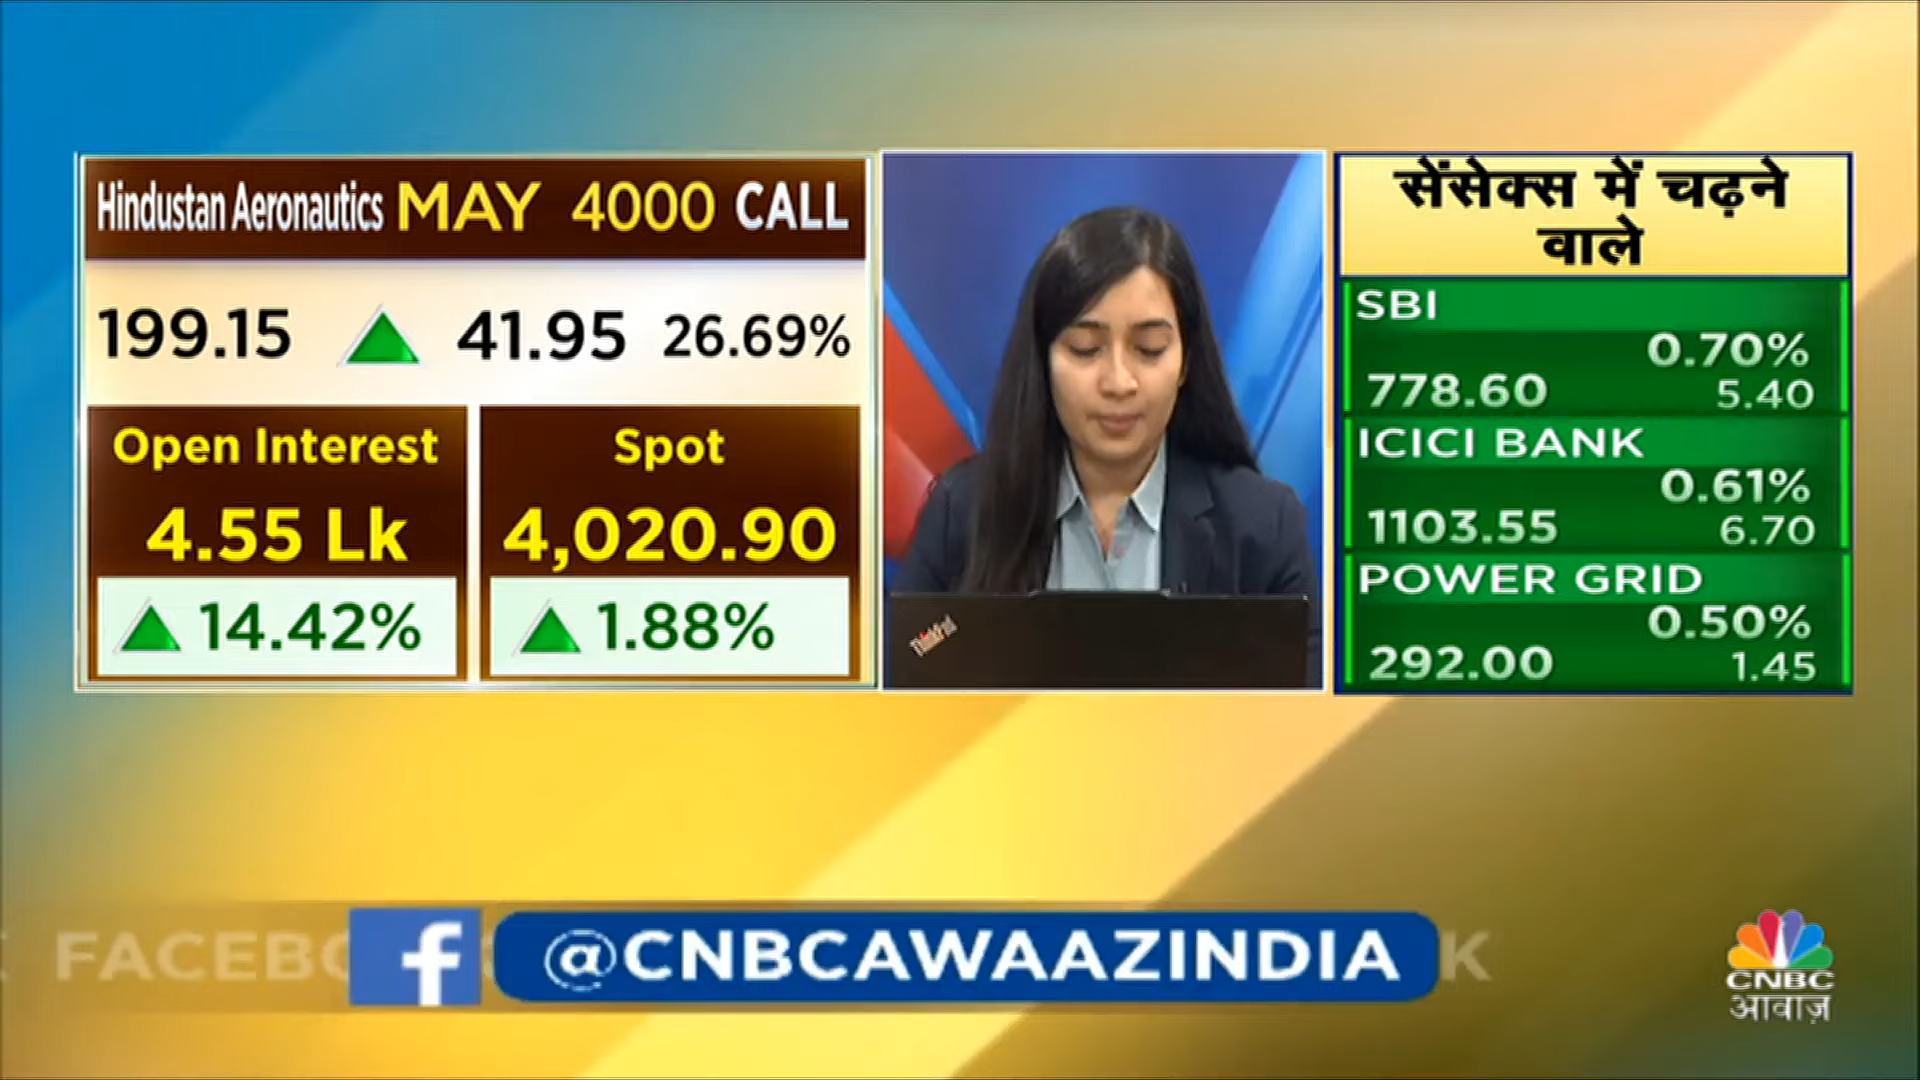 Hindustan Aeronautics MAY 4000 CALL
199.15 41.95 26.69%
Open Interest
4.55 Lk
14.42%
Spot
4,020.90
1.88%
ThinkPad
सेंसेक्स में चढ़ने
वाले
SBI
0.70%
778.60 5.40
ICICI BANK
0.61%
1103.55 6.70
POWER GRID
0.50%
292.00 1.45
f @CNBCAWAAZINDIA
CNBC
आवाज़